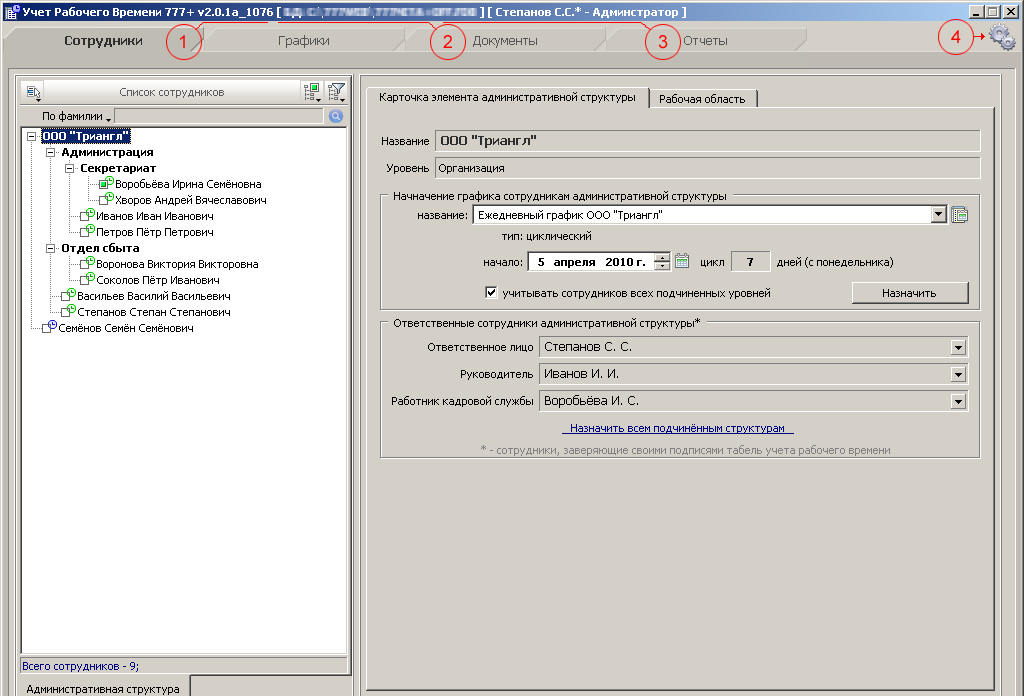 Учет Рабочего Времени 777+ v2.0.1a_1076 [ ] [ Степанов С.С.* - Администратор ]
Сотрудники 1 Графики 2 Документы 3 Отчеты 4
Список сотрудников
По фамилии
ООО "Триангл"
Администрация
Секретариат
Воробьёва Ирина Семёновна
Хворов Андрей Вячеславович
Иванов Иван Иванович
Петров Пётр Петрович
Отдел сбыта
Воронова Виктория Викторовна
Соколов Пётр Иванович
Васильев Василий Васильевич
Степанов Степан Степанович
Семёнов Семён Семёнович
Всего сотрудников - 9;
Административная структура
Карточка элемента административной структуры Рабочая область
Название ООО "Триангл"
Уровень Организация
Начначение графика сотрудникам административной структуры
название: Ежедневный график ООО "Триангл"
тип: циклический
начало: 5 апреля 2010 г. цикл 7 дней (с понедельника)
учитывать сотрудников всех подчиненных уровней Назначить
Ответственные сотрудники административной структуры*
Ответственное лицо Степанов С. С.
Руководитель Иванов И. И.
Работник кадровой службы Воробьёва И. С.
Назначить всем подчинённым структурам
* - сотрудники, заверяющие своими подписями табель учета рабочего времени